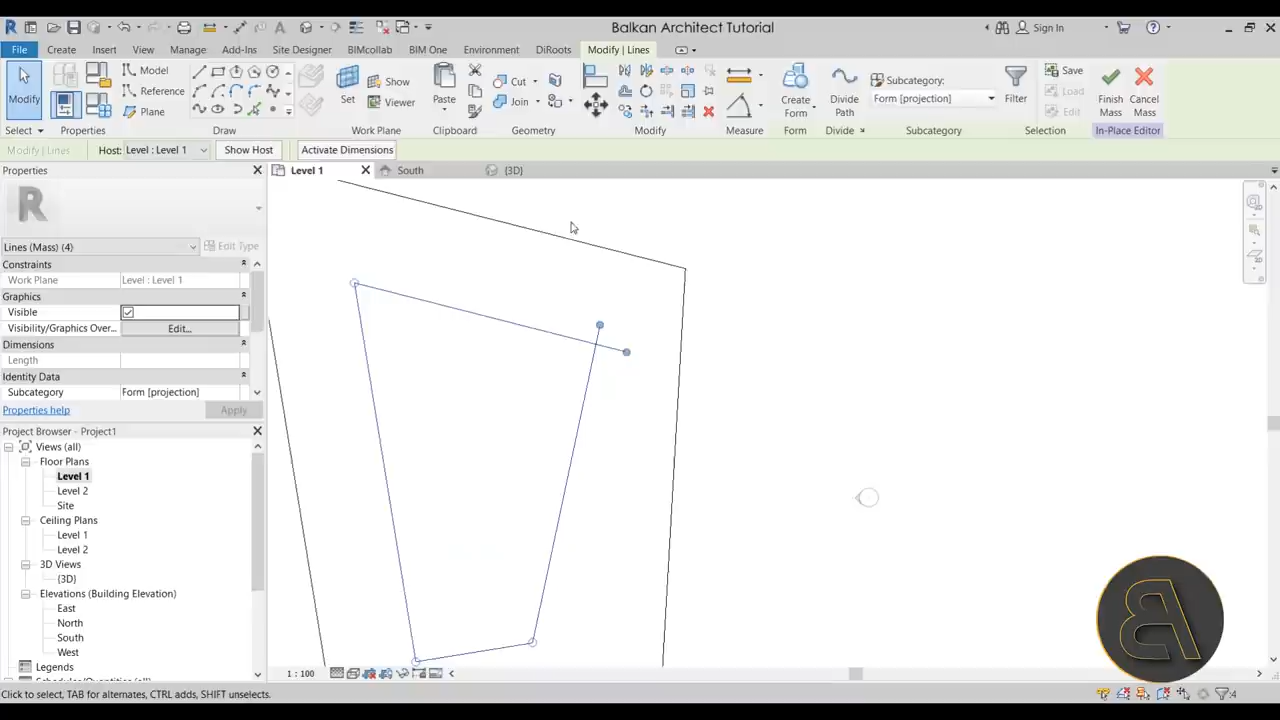 Balkan Architect Tutorial
Sign In
File Create Insert View Manage Add-Ins Site Designer BIMcollab BIM One Environment DiRoots Modify | Lines
Modify
Model
Reference
Plane
Set
Show
Viewer
Paste
Cut
Join
Create
Form
Divide
Path
Subcategory:
Form [projection]
Filter
Save
Load
Edit
Finish
Mass
Cancel
Mass
Select Properties Draw Work Plane Clipboard Geometry Modify Measure Form Divide Subcategory Selection In-Place Editor
Modify | Lines Host: Level : Level 1 Show Host Activate Dimensions
Properties
Level 1 South {3D}
Lines (Mass) (4) Edit Type
Constraints
Work Plane Level : Level 1
Graphics
Visible
Visibility/Graphics Over... Edit...
Dimensions
Length
Identity Data
Subcategory Form [projection]
Properties help Apply
Project Browser - Project1
Views (all)
Floor Plans
Level 1
Level 2
Site
Ceiling Plans
Level 1
Level 2
3D Views
{3D}
Elevations (Building Elevation)
East
North
South
West
Legends
1 : 100
Click to select, TAB for alternates, CTRL adds, SHIFT unselects.
:4